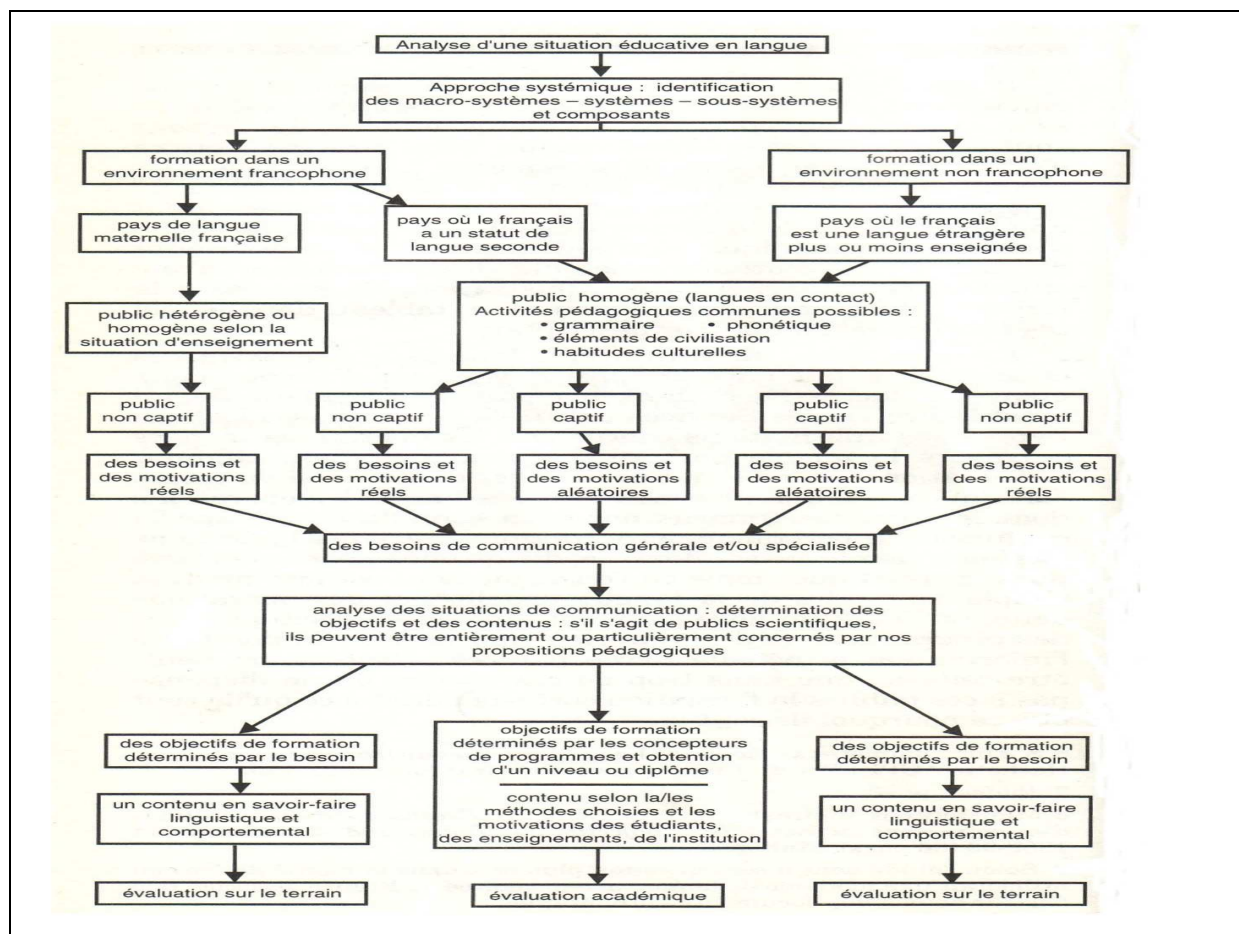 Analyse d'une situation éducative en langue
Approche systémique : identification
des macro-systèmes – systèmes – sous-systèmes
et composants
formation dans un
environnement francophone
formation dans un
environnement non francophone
pays de langue
maternelle française
pays où le français
a un statut de
langue seconde
pays où le français
est une langue étrangère
plus ou moins enseignée
public hétérogène ou
homogène selon la
situation d'enseignement
public homogène (langues en contact)
Activités pédagogiques communes possibles :
• grammaire • phonétique
• éléments de civilisation
• habitudes culturelles
public
non captif
public
non captif
public
captif
public
captif
public
non captif
des besoins et
des motivations
réels
des besoins et
des motivations
réels
des besoins et
des motivations
aléatoires
des besoins et
des motivations
aléatoires
des besoins et
des motivations
réels
des besoins de communication générale et/ou spécialisée
analyse des situations de communication : détermination des
objectifs et des contenus : s'il s'agit de publics scientifiques,
ils peuvent être entièrement ou particulièrement concernés par nos
propositions pédagogiques
des objectifs de formation
déterminés par le besoin
objectifs de formation
déterminés par les concepteurs
de programmes et obtention
d'un niveau ou diplôme
contenu selon la/les
méthodes choisies et les
motivations des étudiants,
des enseignements, de l'institution
des objectifs de formation
déterminés par le besoin
un contenu en savoir-faire
linguistique et
comportemental
un contenu en savoir-faire
linguistique et
comportemental
évaluation sur le terrain
évaluation académique
évaluation sur le terrain